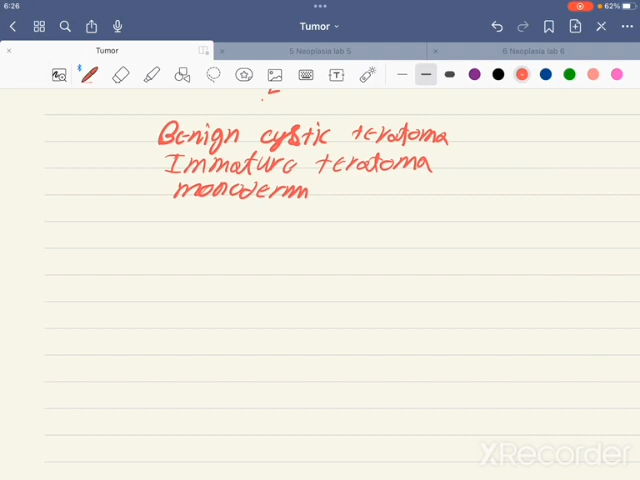 6:26
62%
Tumor
Tumor
5 Neoplasia lab 5
6 Neoplasia lab 6
Benign cystic teratoma
Immature teratoma
monoderm
XRecorder